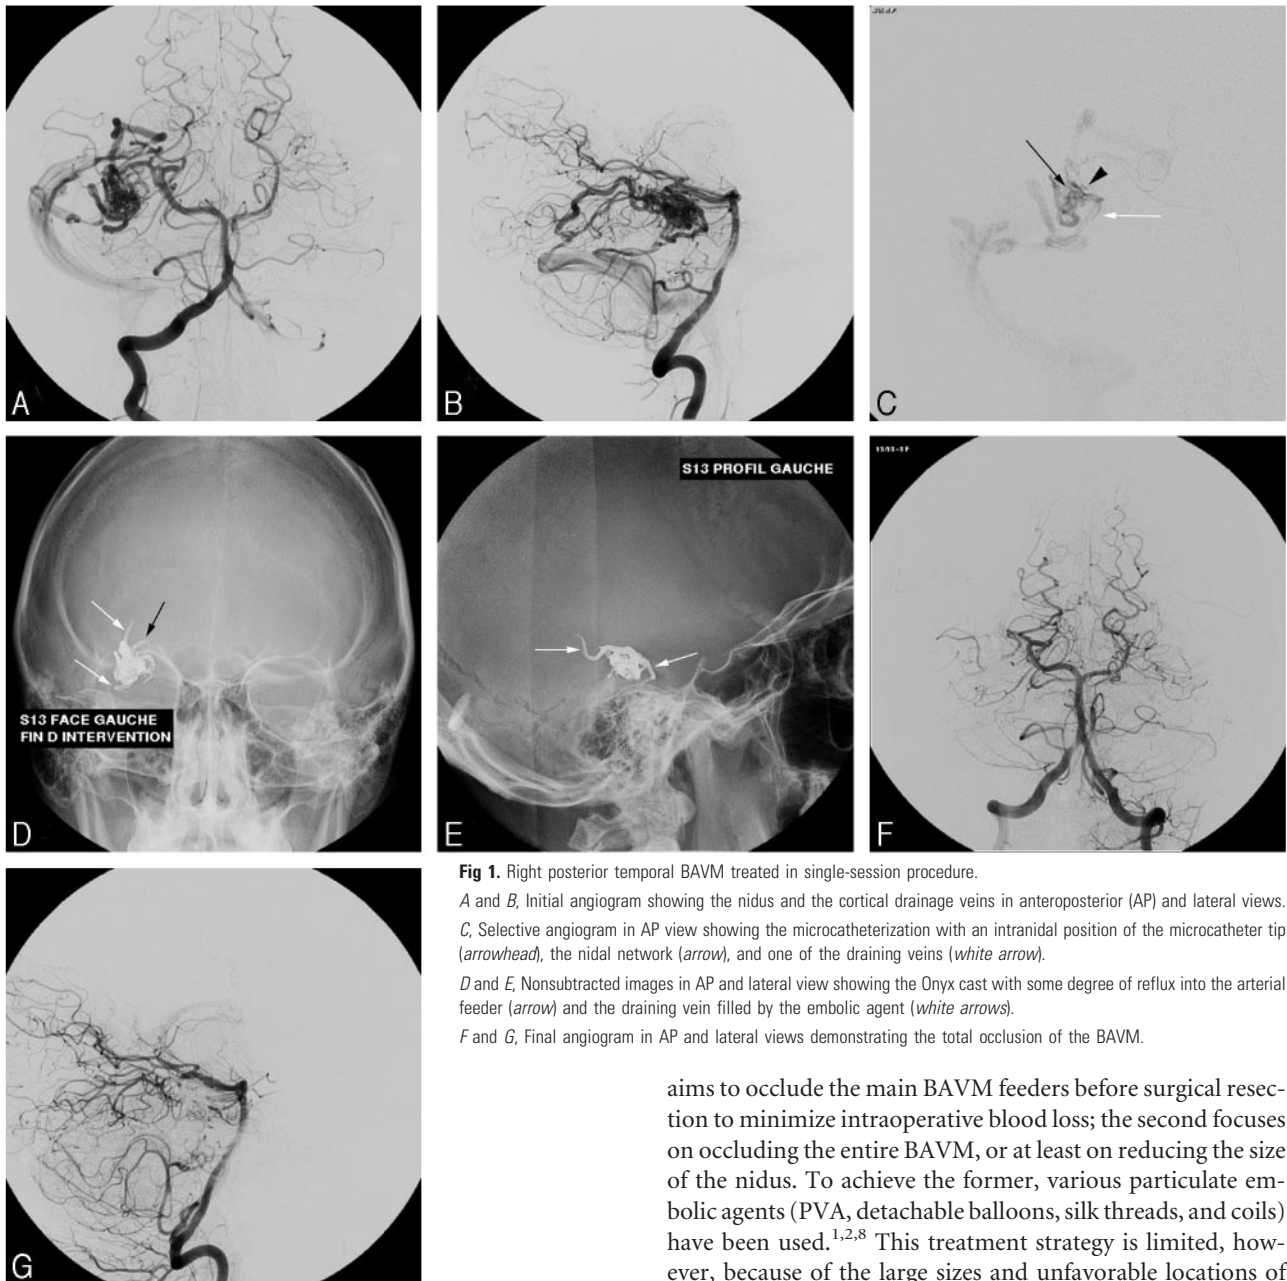 A
B
C
S13 FACE GAUCHE
FIN D INTERVENTION
D
S13 PROFIL GAUCHE
E
F
G
Fig 1. Right posterior temporal BAVM treated in single-session procedure.
A and B, Initial angiogram showing the nidus and the cortical drainage veins in anteroposterior (AP) and lateral views.
C, Selective angiogram in AP view showing the microcatheterization with an intranidal position of the microcatheter tip
(arrowhead), the nidal network (arrow), and one of the draining veins (white arrow).
D and E, Nonsubtracted images in AP and lateral view showing the Onyx cast with some degree of reflux into the arterial
feeder (arrow) and the draining vein filled by the embolic agent (white arrows).
F and G, Final angiogram in AP and lateral views demonstrating the total occlusion of the BAVM.
aims to occlude the main BAVM feeders before surgical resec-
tion to minimize intraoperative blood loss; the second focuses
on occluding the entire BAVM, or at least on reducing the size
of the nidus. To achieve the former, various particulate em-
bolic agents (PVA, detachable balloons, silk threads, and coils)
have been used.1,2,8 This treatment strategy is limited, how-
ever, because of the large sizes and unfavorable locations of